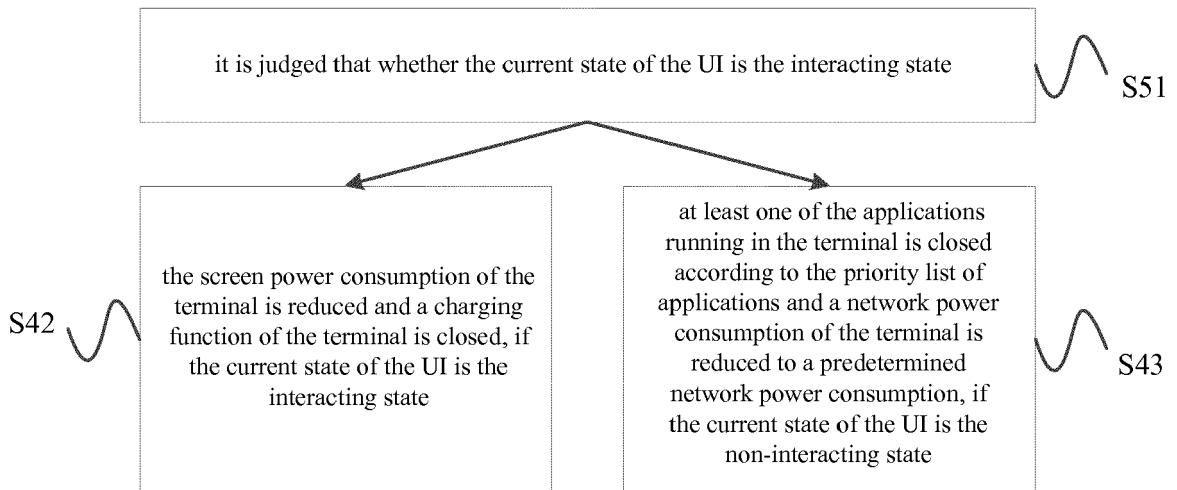 it is judged that whether the current state of the UI is the interacting state
S51
the screen power consumption of the
terminal is reduced and a charging
function of the terminal is closed, if
the current state of the UI is the
interacting state
S42
at least one of the applications
running in the terminal is closed
according to the priority list of
applications and a network power
consumption of the terminal is
reduced to a predetermined
network power consumption, if
the current state of the UI is the
non-interacting state
S43